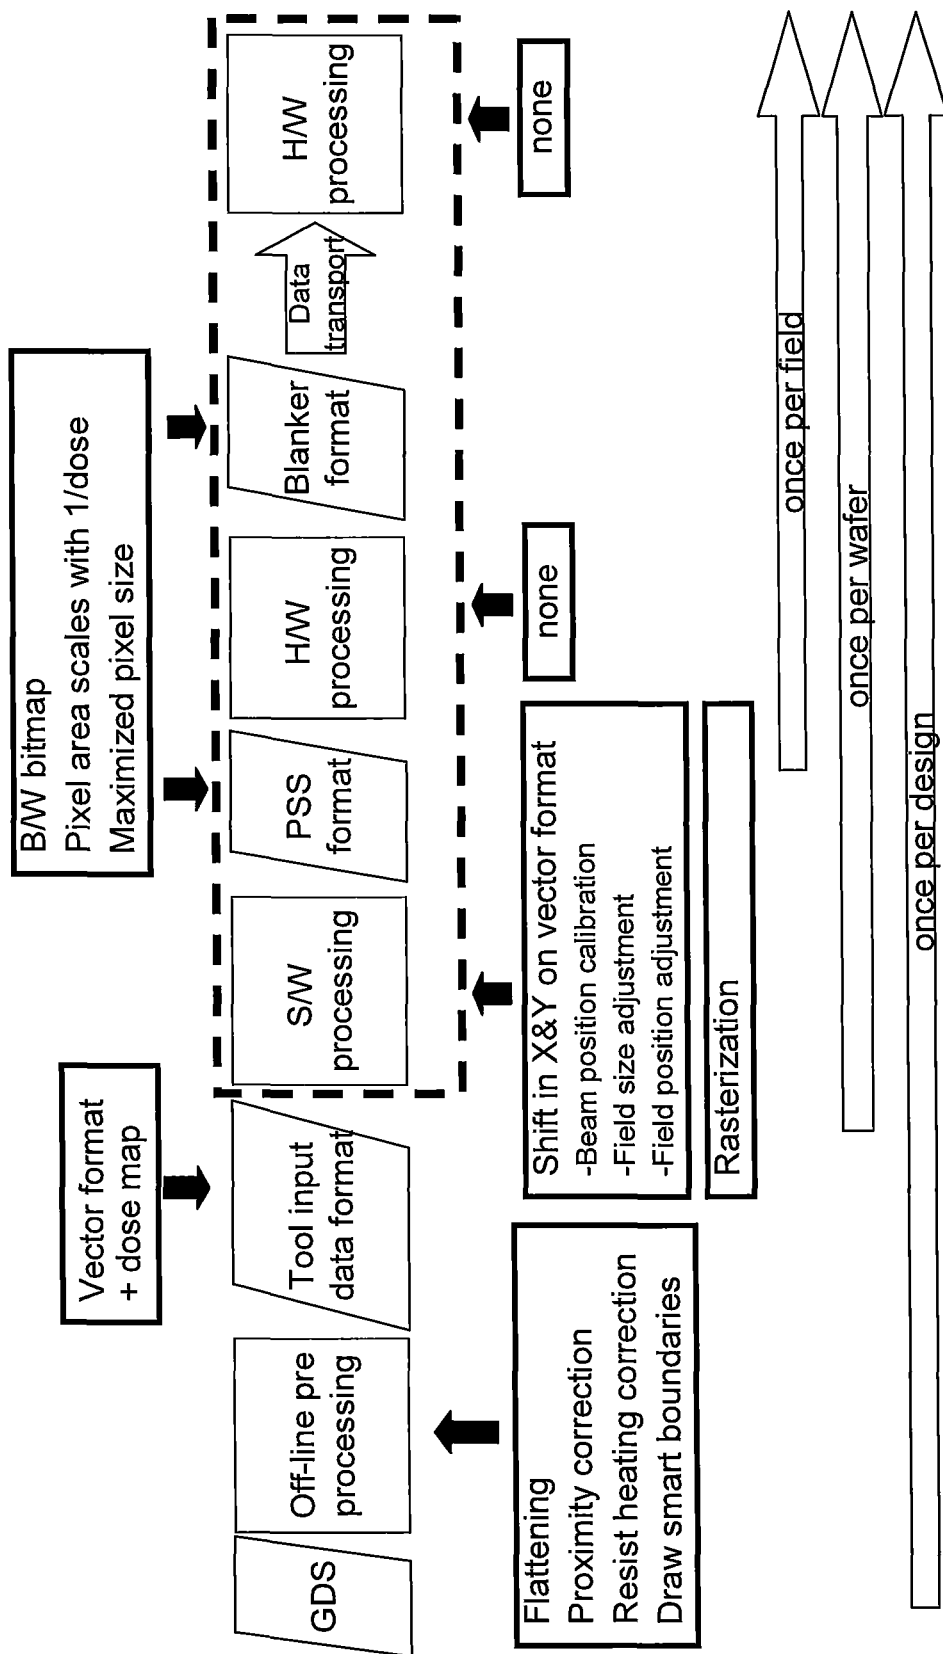 Vector format
+ dose map
B/W bitmap
Pixel area scales with 1/dose
Maximized pixel size
GDS
Off-line pre
processing
Tool input
data format
S/W
processing
PSS
format
H/W
processing
Blanker
format
Data
transport
H/W
processing
Flattening
Proximity correction
Resist heating correction
Draw smart boundaries
Shift in X&Y on vector format
-Beam position calibration
-Field size adjustment
-Field position adjustment
Rasterization
none
none
once per field
once per wafer
once per design